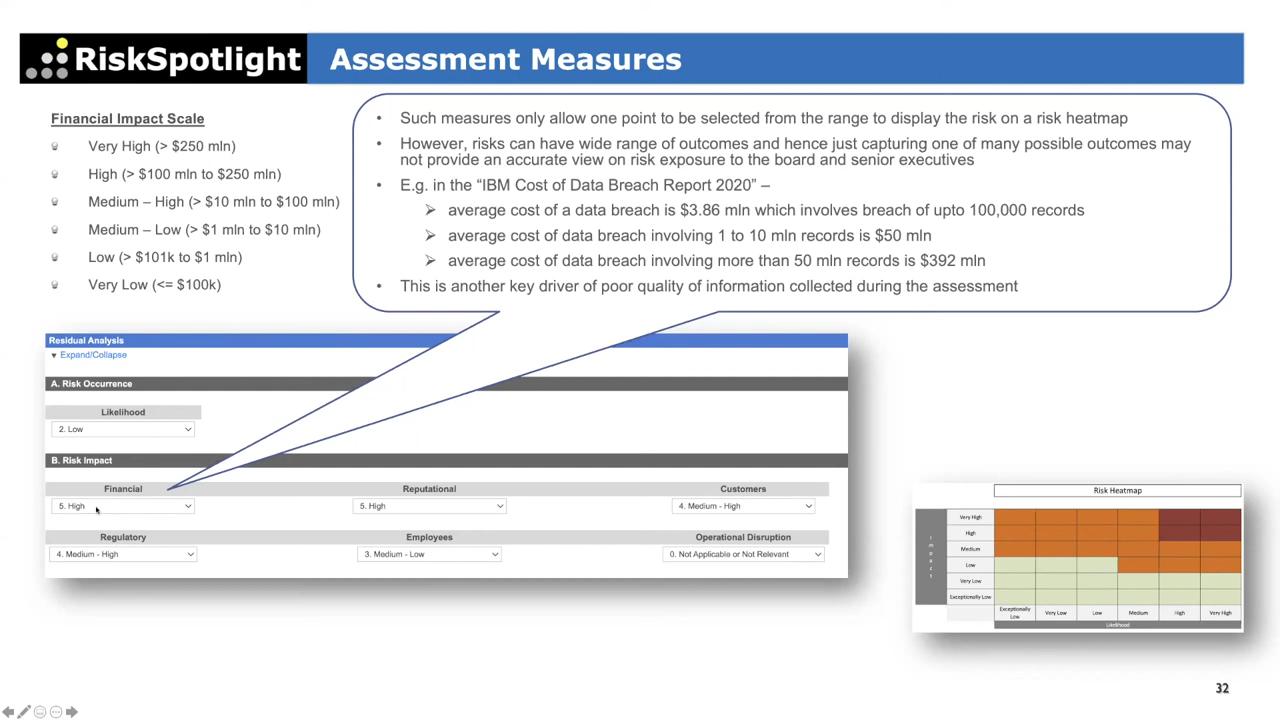 RiskSpotlight
Assessment Measures
Financial Impact Scale
Very High (> $250 mln)
High (> $100 mln to $250 mln)
Medium – High (> $10 mln to $100 mln)
Medium – Low (> $1 mln to $10 mln)
Low (> $101k to $1 mln)
Very Low (<= $100k)
• Such measures only allow one point to be selected from the range to display the risk on a risk heatmap
• However, risks can have wide range of outcomes and hence just capturing one of many possible outcomes may
not provide an accurate view on risk exposure to the board and senior executives
• E.g. in the “IBM Cost of Data Breach Report 2020” –
➢ average cost of a data breach is $3.86 mln which involves breach of upto 100,000 records
➢ average cost of data breach involving 1 to 10 mln records is $50 mln
➢ average cost of data breach involving more than 50 mln records is $392 mln
• This is another key driver of poor quality of information collected during the assessment
Residual Analysis
Expand/Collapse
A. Risk Occurrence
Likelihood
2. Low
B. Risk Impact
Financial Reputational Customers
5. High 5. High 4. Medium - High
Regulatory Employees Operational Disruption
4. Medium - High 3. Medium - Low 0. Not Applicable or Not Relevant
Risk Heatmap
Impact
Very High
High
Medium
Low
Very Low
Exceptionally Low
Exceptionally
Low Very Low Low Medium High Very High
Likelihood
32